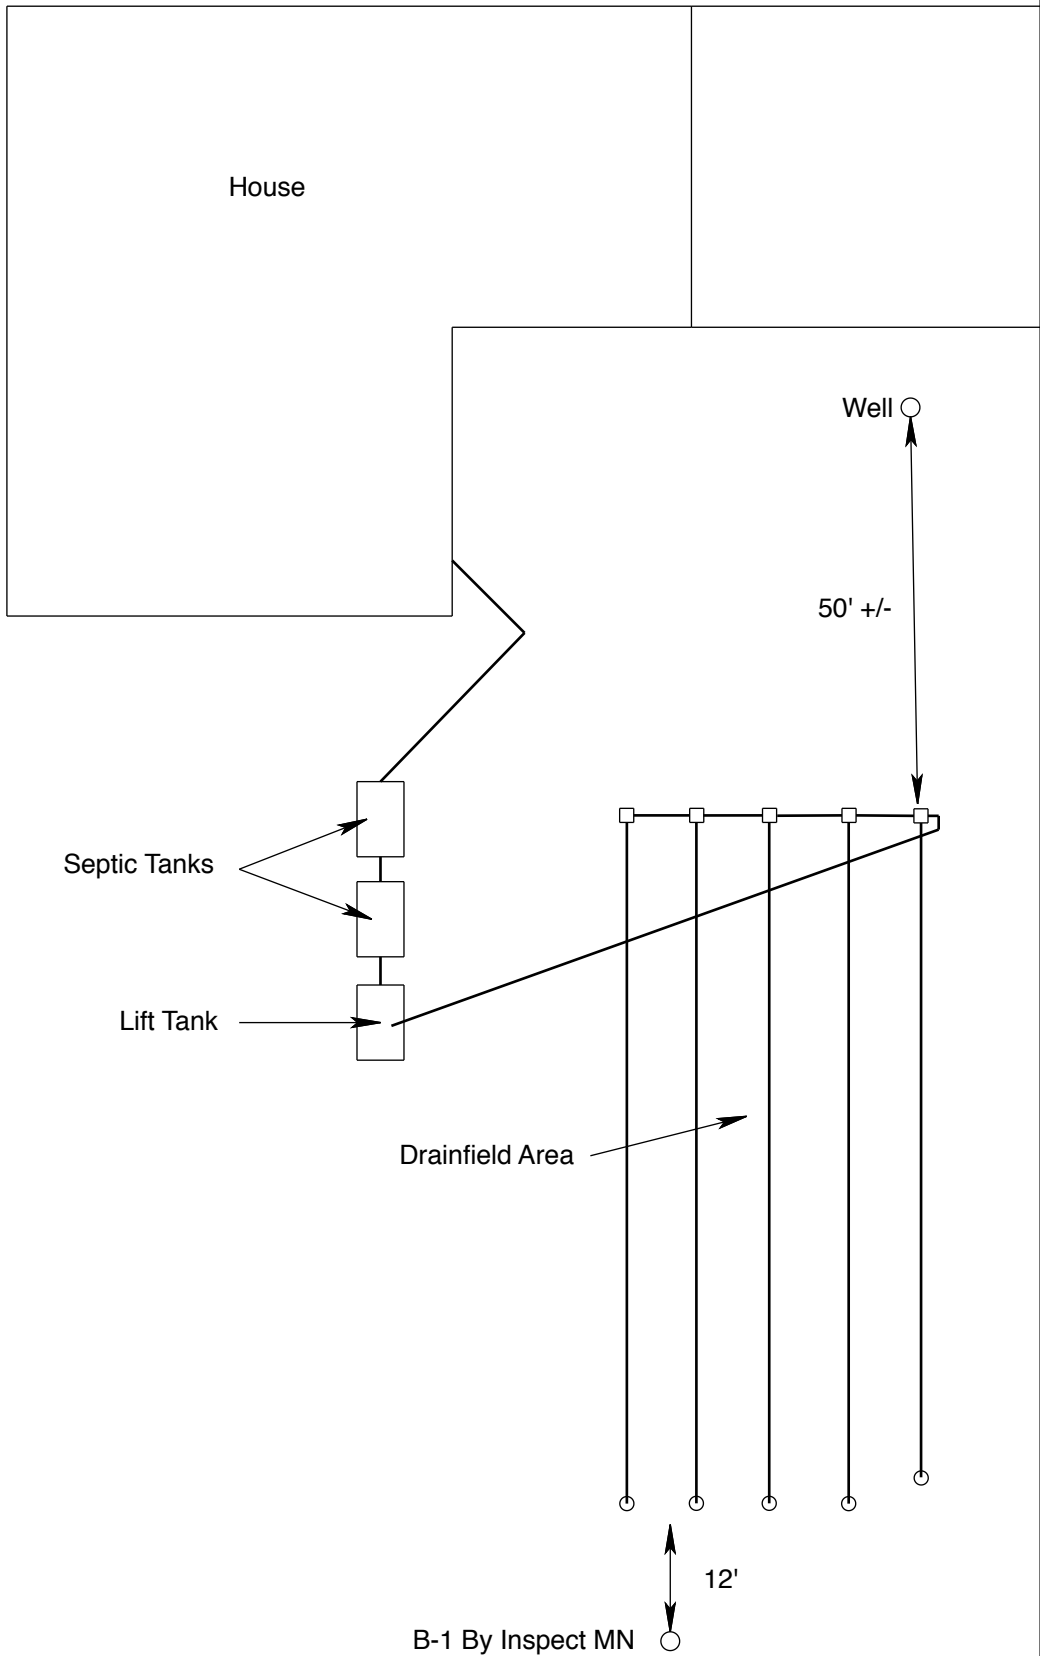 House
Well
50' +/-
Septic Tanks
Lift Tank
Drainfield Area
12'
B-1 By Inspect MN